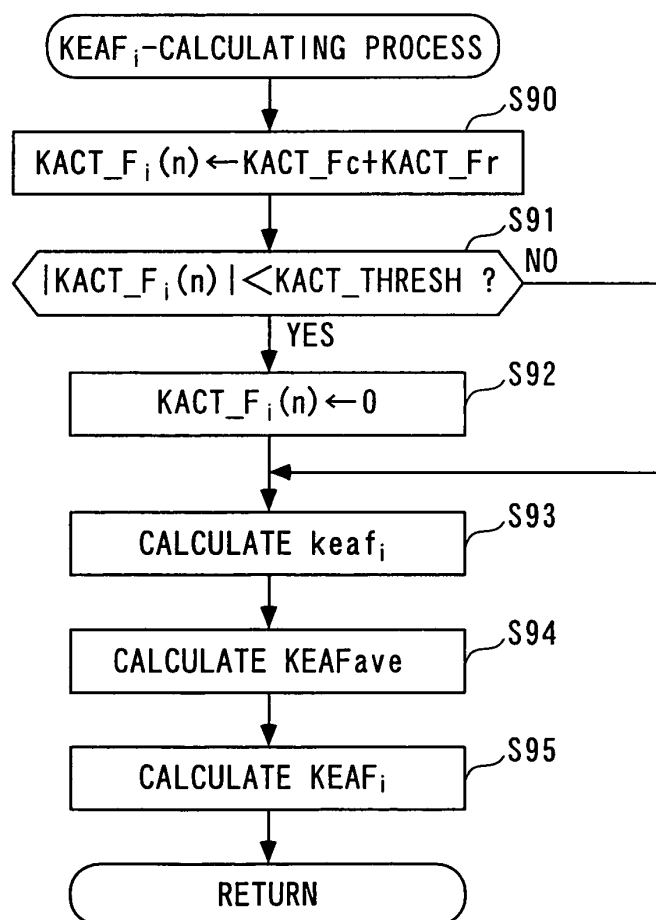 KEAFi-CALCULATING PROCESS
S90
KACT_Fi(n)←KACT_Fc+KACT_Fr
S91
|KACT_Fi(n)|<KACT_THRESH ?
NO
YES
S92
KACT_Fi(n)←0
S93
CALCULATE keafi
S94
CALCULATE KEAFave
S95
CALCULATE KEAFi
RETURN